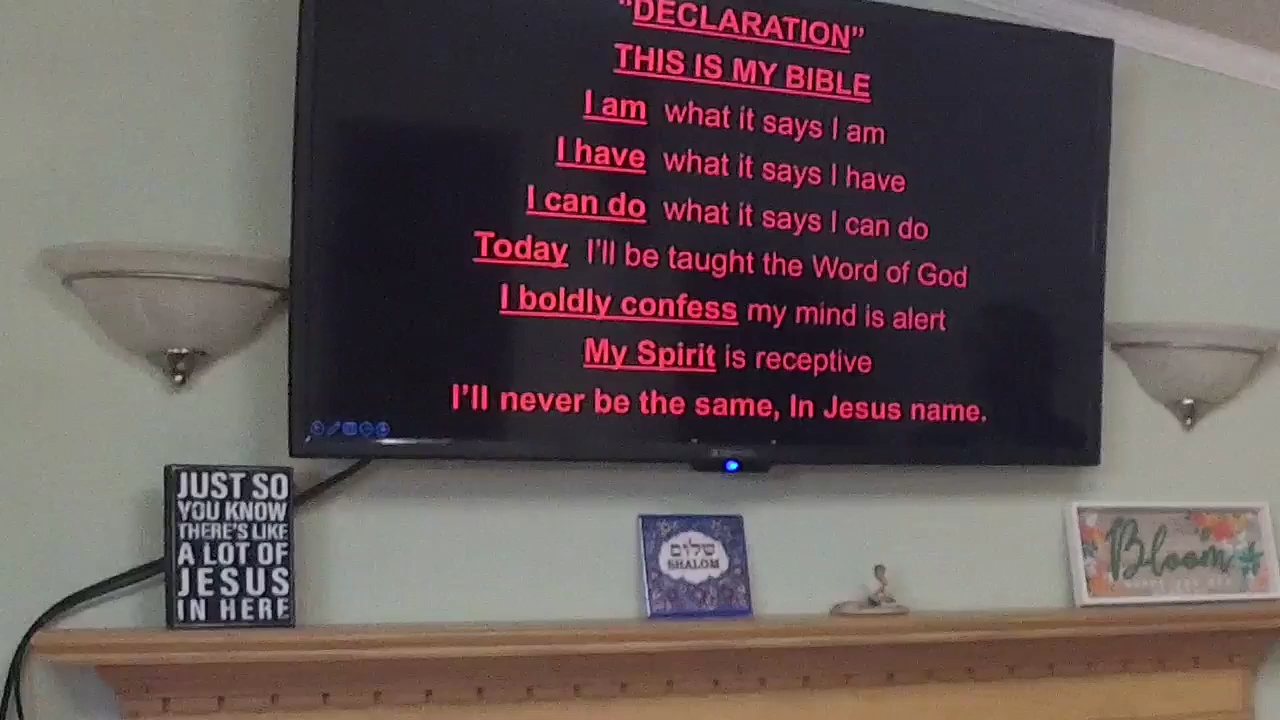 "DECLARATION"
THIS IS MY BIBLE
I am what it says I am
I have what it says I have
I can do what it says I can do
Today I'll be taught the Word of God
I boldly confess my mind is alert
My Spirit is receptive
I'll never be the same, In Jesus name.
JUST SO
YOU KNOW
THERE'S LIKE
A LOT OF
JESUS
IN HERE
שלום
SHALOM
Bloom